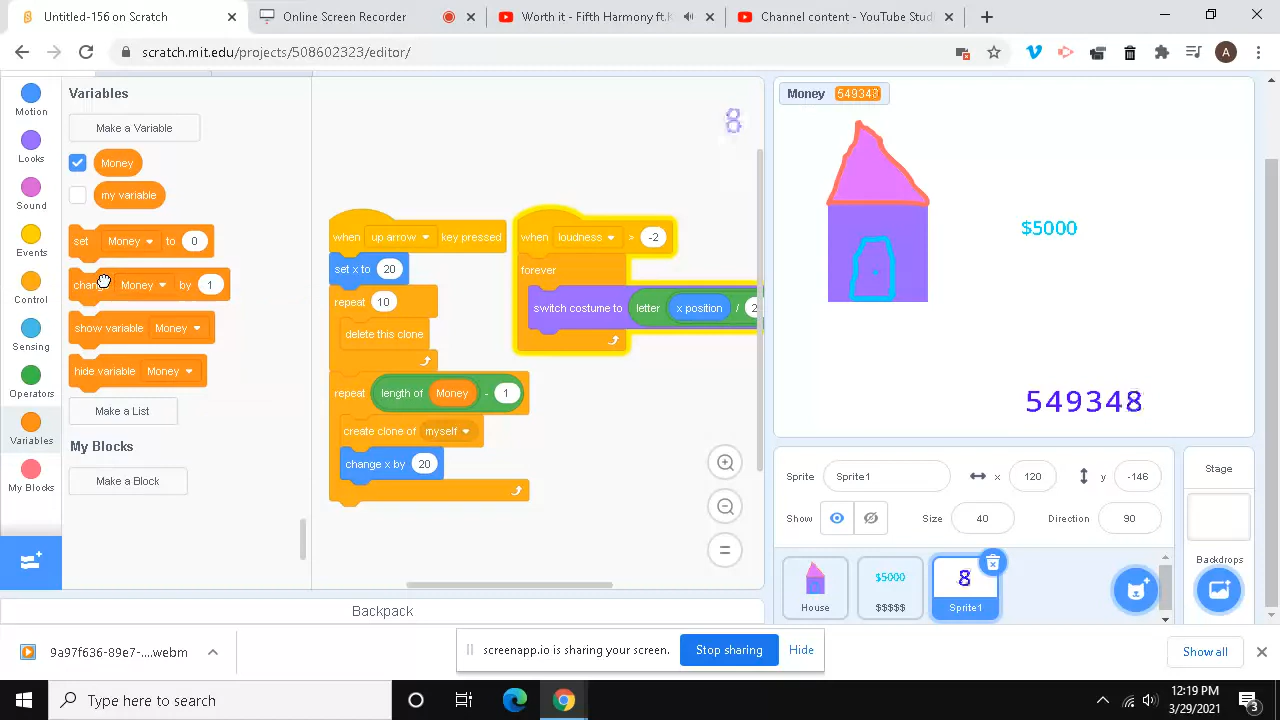 Untitled-156 on Scratch
Online Screen Recorder
Worth it - Fifth Harmony ft K
Channel content - YouTube Stud
scratch.mit.edu/projects/508602323/editor/
A
Variables
Make a Variable
Money
my variable
set Money to 0
Money by 1
show variable Money
hide variable Money
Make a List
My Blocks
Make a Block
Motion
Looks
Sound
Events
Control
Sensing
Operators
Variables
My Blocks
8
when up arrow key pressed
set x to 20
repeat 10
delete this clone
repeat length of Money - 1
create clone of myself
change x by 20
when loudness > -2
forever
switch costume to letter x position / 2
Money 549348
$5000
549348
Sprite Sprite1 x 120 y -146
Show Size 40 Direction 90
House
$5000
$$$$$
8
Sprite1
Stage
Backdrops
Backpack
9a97f636-89e7-....webm
screenapp.io is sharing your screen.
Stop sharing
Hide
Show all
Type here to search
12:19 PM
3/29/2021
3